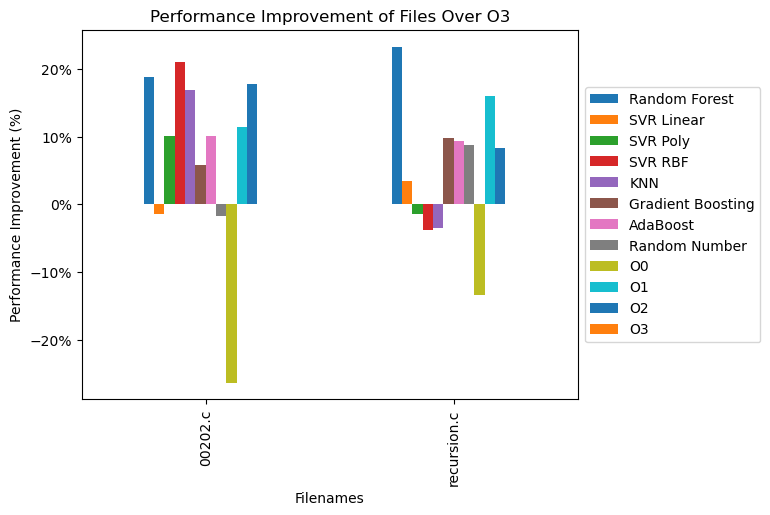 Performance Improvement of Files Over O3
Performance Improvement (%)
20%
10%
0%
−10%
−20%
00202.c
recursion.c
Filenames
Random Forest
SVR Linear
SVR Poly
SVR RBF
KNN
Gradient Boosting
AdaBoost
Random Number
O0
O1
O2
O3